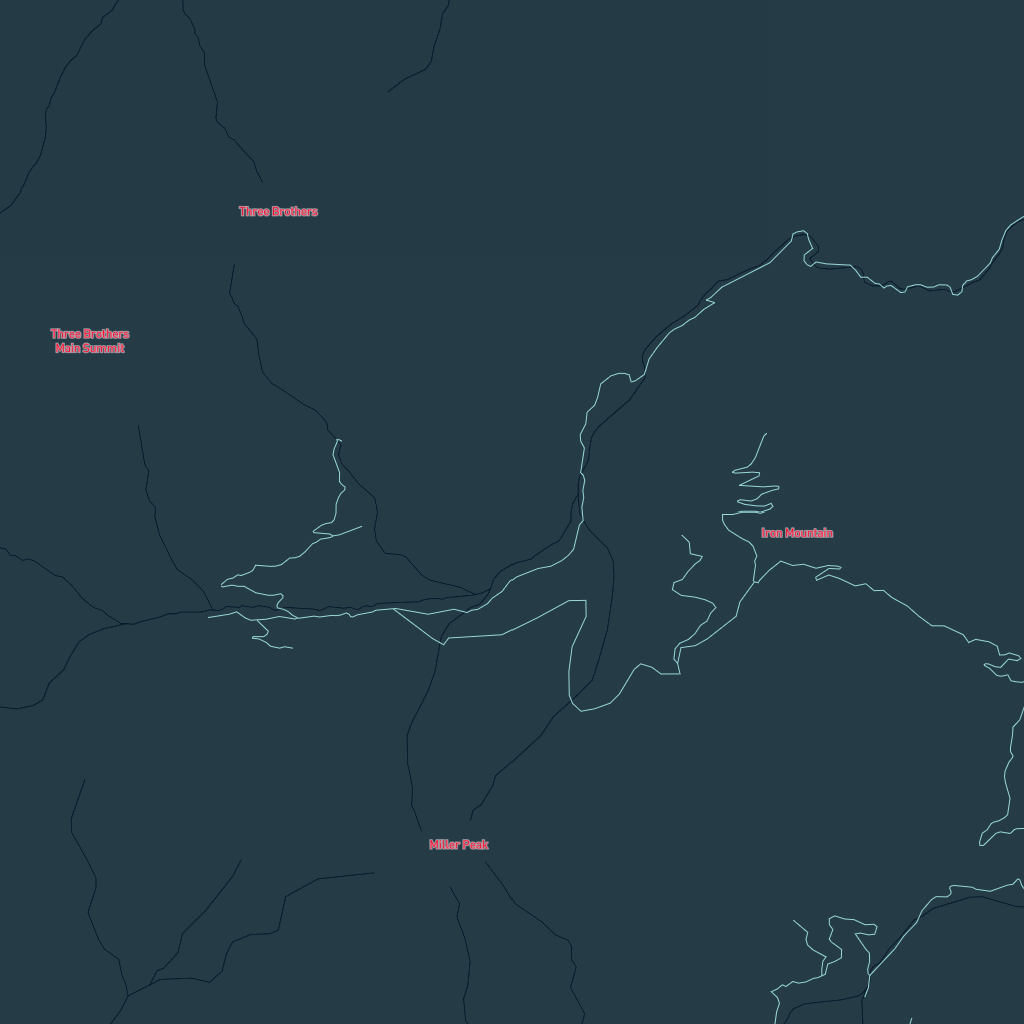 Three Brothers
Three Brothers
Main Summit
Iron Mountain
Miller Peak